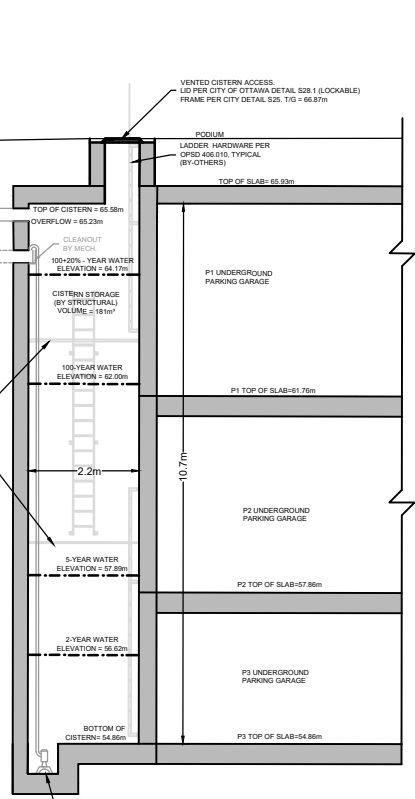 VENTED CISTERN ACCESS.
LID PER CITY OF OTTAWA DETAIL S28.1 (LOCKABLE)
FRAME PER CITY DETAIL S25. T/G = 66.87m
PODIUM
LADDER HARDWARE PER
OPSD 406.010, TYPICAL
(BY-OTHERS)
TOP OF SLAB= 65.93m
TOP OF CISTERN = 65.58m
OVERFLOW = 65.23m
CLEANOUT
BY MECH.
100+20% - YEAR WATER
ELEVATION = 64.17m
CISTERN STORAGE
(BY STRUCTURAL)
VOLUME = 181m³
P1 UNDERGROUND
PARKING GARAGE
100-YEAR WATER
ELEVATION = 62.00m
P1 TOP OF SLAB=61.76m
2.2m
10.7m
P2 UNDERGROUND
PARKING GARAGE
5-YEAR WATER
ELEVATION = 57.89m
P2 TOP OF SLAB=57.86m
2-YEAR WATER
ELEVATION = 56.62m
P3 UNDERGROUND
PARKING GARAGE
BOTTOM OF
CISTERN= 54.86m
P3 TOP OF SLAB=54.86m